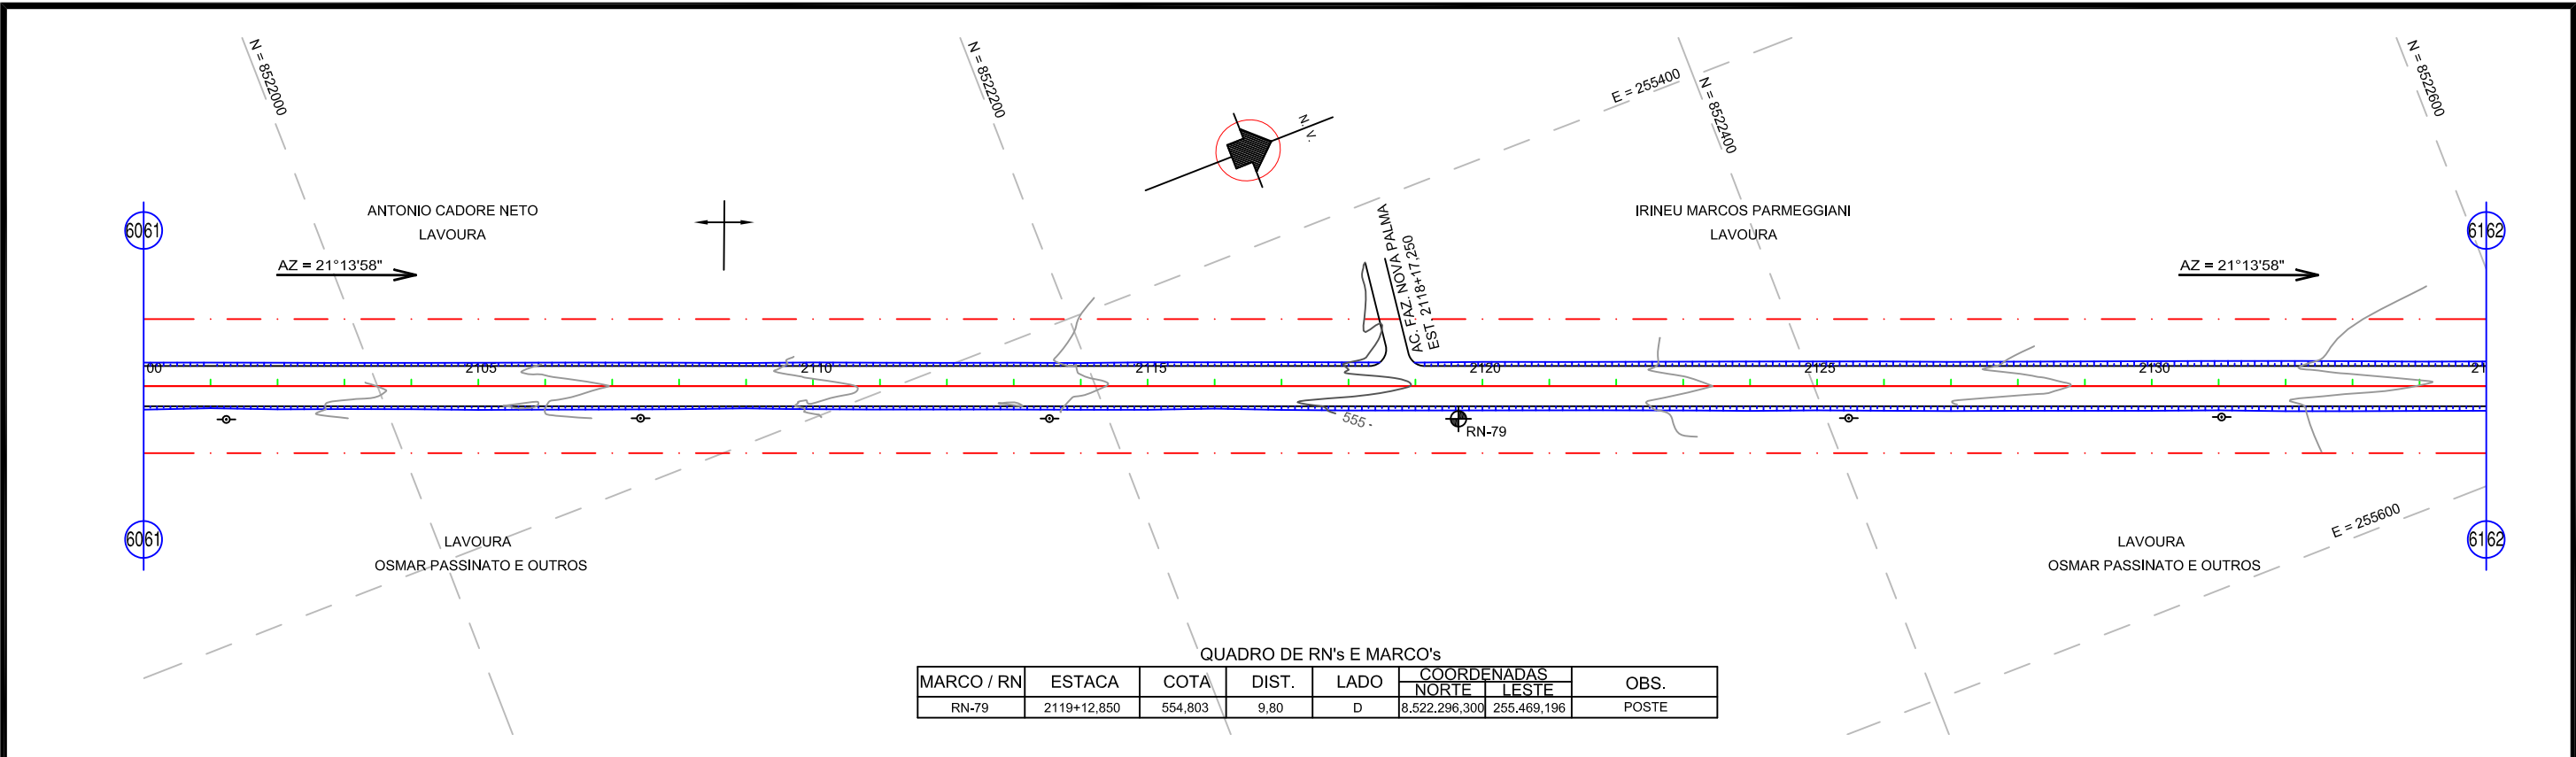 N = 8522000
N = 8522200
E = 255400
N = 8522400
N = 8522600
N. V.
ANTONIO CADORE NETO
LAVOURA
IRINEU MARCOS PARMEGGIANI
LAVOURA
6061
6162
AZ = 21°13'58"
AZ = 21°13'58"
AC. FAZ. NOVA PALMA
EST. 2118+17,250
00
2105
2110
2115
2120
2125
2130
21
555
RN-79
6061
6162
LAVOURA
OSMAR PASSINATO E OUTROS
E = 255600
LAVOURA
OSMAR PASSINATO E OUTROS
QUADRO DE RN's E MARCO's
MARCO / RN ESTACA COTA DIST. LADO COORDENADAS OBS.
NORTE LESTE
RN-79 2119+12,850 554,803 9,80 D 8.522.296,300 255.469,196 POSTE